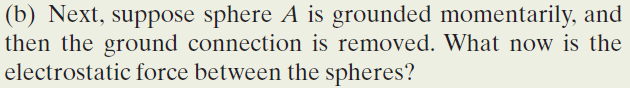 (b) Next, suppose sphere A is grounded momentarily, and
then the ground connection is removed. What now is the
electrostatic force between the spheres?